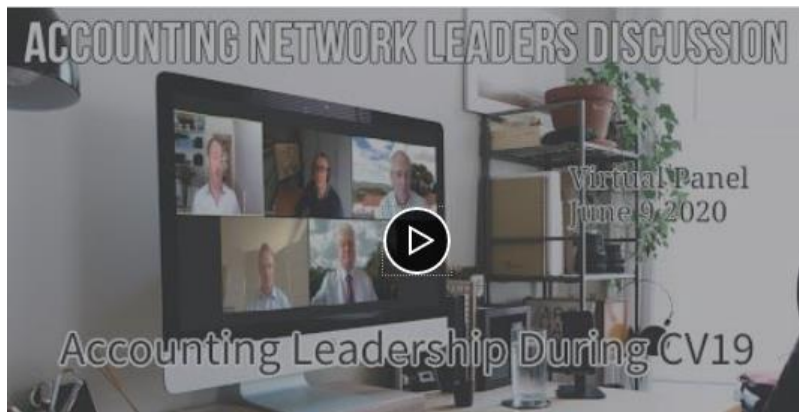 ACCOUNTING NETWORK LEADERS DISCUSSION
Virtual Panel
June 9 2020
Accounting Leadership During CV19